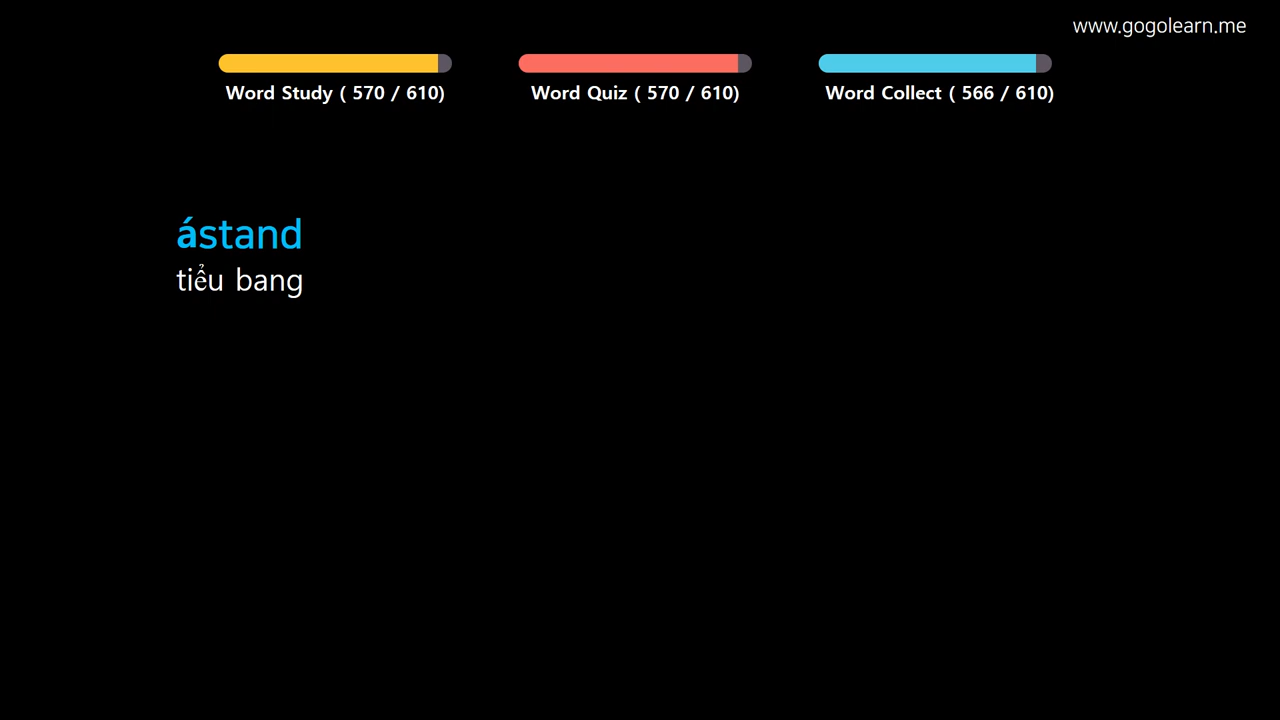 www.gogolearn.me
Word Study ( 570 / 610)
Word Quiz ( 570 / 610)
Word Collect ( 566 / 610)
ástand
tiểu bang